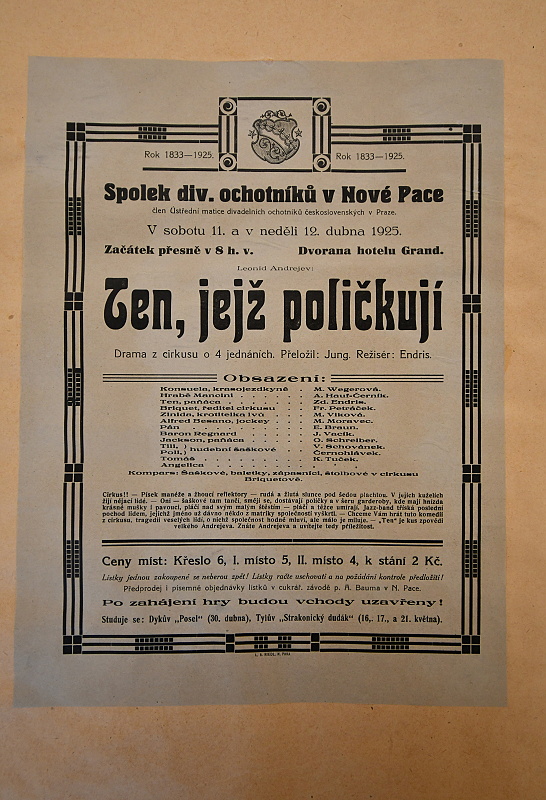 Rok 1833—1925.
Rok 1833—1925.
Spolek div. ochotníků v Nové Pace
člen Ústřední matice divadelních ochotníků československých v Praze.
V sobotu 11. a v neděli 12. dubna 1925.
Začátek přesně v 8 h. v. Dvorana hotelu Grand.
Leonid Andrejev:
Ten, jejž poličkují
Drama z cirkusu o 4 jednáních. Přeložil: Jung. Režisér: Endris.
Obsazení:
Konsuela, krasojezdkyně . . M. Wegerová.
Hrabě Mancini . . . . . A. Hauf-Černík.
Ten, paňáca . . . . . Zd. Endris.
Briquet, ředitel cirkusu . . Fr. Petráček.
Zinida, krotitelka lvů . . . M. Vlková.
Alfred Besano, jockey . . . M. Moravec.
Pán . . . . . E. Braun.
Baron Regnard . . . . . J. Vacík.
Jackson, paňáca . . . . . O. Schreiber.
Till, ) hudební šaškové . . V. Schovánek.
Poli, ) Černohlávek.
Tomáš . . . . . K. Tuček.
Angelica . . . . .
Kompars: Šaškové, baletky, zápasníci, štolbové v cirkusu
Briquetově.
Cirkus!! — Písek manéže a žhoucí reflektory — rudá a žlutá slunce pod šedou plachtou. V jejich kuželích
žijí nějací lidé. — Oni — šaškové tam tančí, smějí se, dostávají poličky a v šeru garderoby, kde mají hnízda
krásné mušky i pavouci, pláčí nad svým malým štěstím — pláčí a těžce umírají. Jazz-band tříská poslední
pochod lidem, jejichž jméno až dávno někdo z matriky společnosti vyškrtl. — Chceme Vám hrát tuto komedii
z cirkusu, tragedii veselých lidí, o nichž společnost hodně mluví, ale málo je miluje. — „Ten“ je kus zpovědi
velikého Andrejeva. Znáte Andrejeva a uvítejte tedy příležitost.
Ceny míst: Křeslo 6, I. místo 5, II. místo 4, k stání 2 Kč.
Lístky jednou zakoupené se neberou zpět! Lístky račte uschovati a na požádání kontrole předložiti!
Předprodej i písemné objednávky lístků v cukrář. závodě p. A. Bauma v N. Pace.
Po zahájení hry budou vchody uzavřeny!
Studuje se: Dykův „Posel“ (30. dubna), Tylův „Strakonický dudák“ (16,. 17., a 21. května).